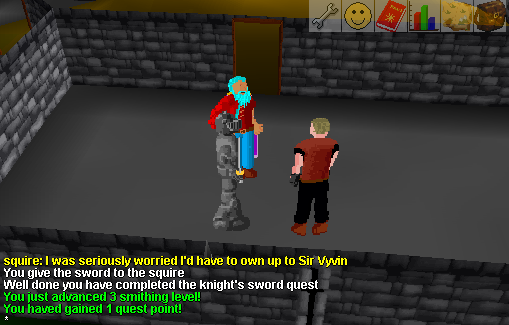 squire: I was seriously worried I'd have to own up to Sir Vyvin
You give the sword to the squire
Well done you have completed the knight's sword quest
You just advanced 3 smithing level!
You haved gained 1 quest point!
*